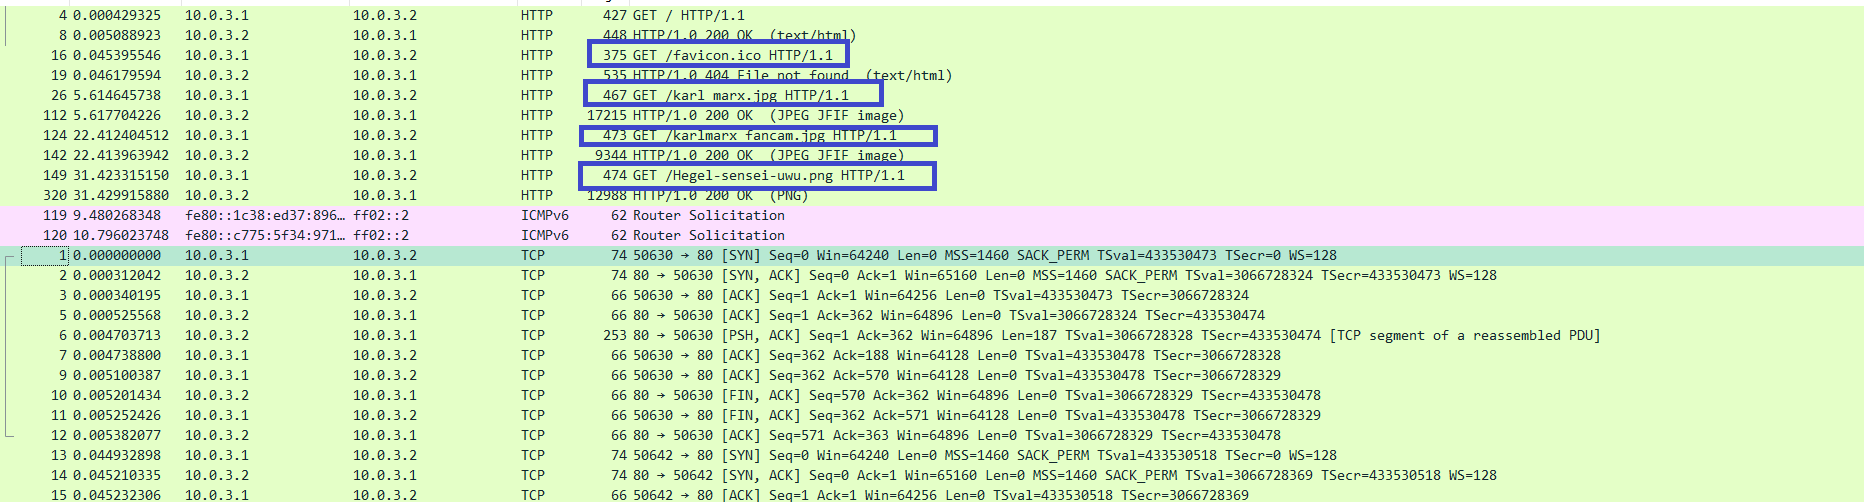 4 0.000429325 10.0.3.1 10.0.3.2 HTTP 427 GET / HTTP/1.1
8 0.005088923 10.0.3.2 10.0.3.1 HTTP 448 HTTP/1.0 200 OK (text/html)
16 0.045395546 10.0.3.1 10.0.3.2 HTTP 375 GET /favicon.ico HTTP/1.1
19 0.046179594 10.0.3.2 10.0.3.1 HTTP 535 HTTP/1.0 404 File not found (text/html)
26 5.614645738 10.0.3.1 10.0.3.2 HTTP 467 GET /karl_marx.jpg HTTP/1.1
112 5.617704226 10.0.3.2 10.0.3.1 HTTP 17215 HTTP/1.0 200 OK (JPEG JFIF image)
124 22.412404512 10.0.3.1 10.0.3.2 HTTP 473 GET /karlmarx_fancam.jpg HTTP/1.1
142 22.413963942 10.0.3.2 10.0.3.1 HTTP 9344 HTTP/1.0 200 OK (JPEG JFIF image)
149 31.423315150 10.0.3.1 10.0.3.2 HTTP 474 GET /Hegel-sensei-uwu.png HTTP/1.1
320 31.429915880 10.0.3.2 10.0.3.1 HTTP 12988 HTTP/1.0 200 OK (PNG)
119 9.480268348 fe80::1c38:ed37:896… ff02::2 ICMPv6 62 Router Solicitation
120 10.796023748 fe80::c775:5f34:971… ff02::2 ICMPv6 62 Router Solicitation
1 0.000000000 10.0.3.1 10.0.3.2 TCP 74 50630 → 80 [SYN] Seq=0 Win=64240 Len=0 MSS=1460 SACK_PERM TSval=433530473 TSecr=0 WS=128
2 0.000312042 10.0.3.2 10.0.3.1 TCP 74 80 → 50630 [SYN, ACK] Seq=0 Ack=1 Win=65160 Len=0 MSS=1460 SACK_PERM TSval=3066728324 TSecr=433530473 WS=128
3 0.000340195 10.0.3.1 10.0.3.2 TCP 66 50630 → 80 [ACK] Seq=1 Ack=1 Win=64256 Len=0 TSval=433530473 TSecr=3066728324
5 0.000525568 10.0.3.2 10.0.3.1 TCP 66 80 → 50630 [ACK] Seq=1 Ack=362 Win=64896 Len=0 TSval=3066728324 TSecr=433530474
6 0.004703713 10.0.3.2 10.0.3.1 TCP 253 80 → 50630 [PSH, ACK] Seq=1 Ack=362 Win=64896 Len=187 TSval=3066728328 TSecr=433530474 [TCP segment of a reassembled PDU]
7 0.004738800 10.0.3.1 10.0.3.2 TCP 66 50630 → 80 [ACK] Seq=362 Ack=188 Win=64128 Len=0 TSval=433530478 TSecr=3066728328
9 0.005100387 10.0.3.1 10.0.3.2 TCP 66 50630 → 80 [ACK] Seq=362 Ack=570 Win=64128 Len=0 TSval=433530478 TSecr=3066728329
10 0.005201434 10.0.3.2 10.0.3.1 TCP 66 80 → 50630 [FIN, ACK] Seq=570 Ack=362 Win=64896 Len=0 TSval=3066728329 TSecr=433530478
11 0.005252426 10.0.3.1 10.0.3.2 TCP 66 50630 → 80 [FIN, ACK] Seq=362 Ack=571 Win=64128 Len=0 TSval=433530478 TSecr=3066728329
12 0.005382077 10.0.3.2 10.0.3.1 TCP 66 80 → 50630 [ACK] Seq=571 Ack=363 Win=64896 Len=0 TSval=3066728329 TSecr=433530478
13 0.044932898 10.0.3.1 10.0.3.2 TCP 74 50642 → 80 [SYN] Seq=0 Win=64240 Len=0 MSS=1460 SACK_PERM TSval=433530518 TSecr=0 WS=128
14 0.045210335 10.0.3.2 10.0.3.1 TCP 74 80 → 50642 [SYN, ACK] Seq=0 Ack=1 Win=65160 Len=0 MSS=1460 SACK_PERM TSval=3066728369 TSecr=433530518 WS=128
15 0.045232306 10.0.3.1 10.0.3.2 TCP 66 50642 → 80 [ACK] Seq=1 Ack=1 Win=64256 Len=0 TSval=433530518 TSecr=3066728369